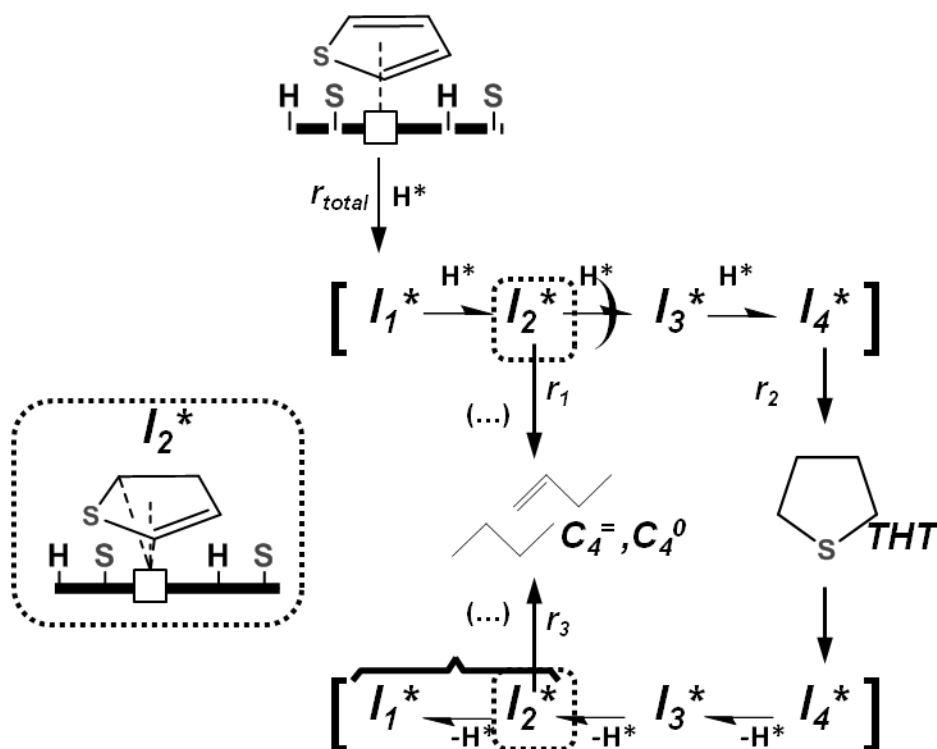 S
H S H S
r_total H*
H* H* H*
[ I₁* I₂* ) I₃* I₄* ]
(...) r₁ r₂
I₂*
S
H S H S
C₄⁼ ,C₄⁰
S THT
(...) r₃
[ I₁* I₂* I₃* I₄* ]
-H* -H* -H*